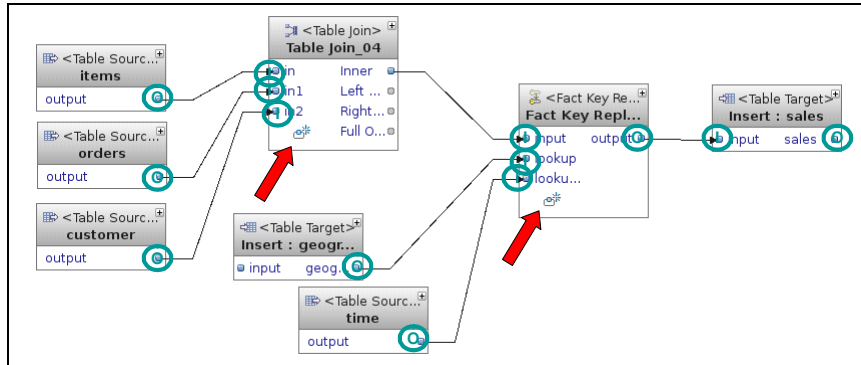 <Table Sourc...
items
output
<Table Sourc...
orders
output
<Table Sourc...
customer
output
<Table Join>
Table Join_04
in Inner
in1 Left ...
in2 Right...
Full O...
<Table Target>
Insert : geogr...
input geog...
<Table Sourc...
time
output
<Fact Key Re...
Fact Key Repl...
input output
lookup
looku...
<Table Target>
Insert : sales
input sales
O
O
O
I
I
I
O
O
I
I
I
O
I
O